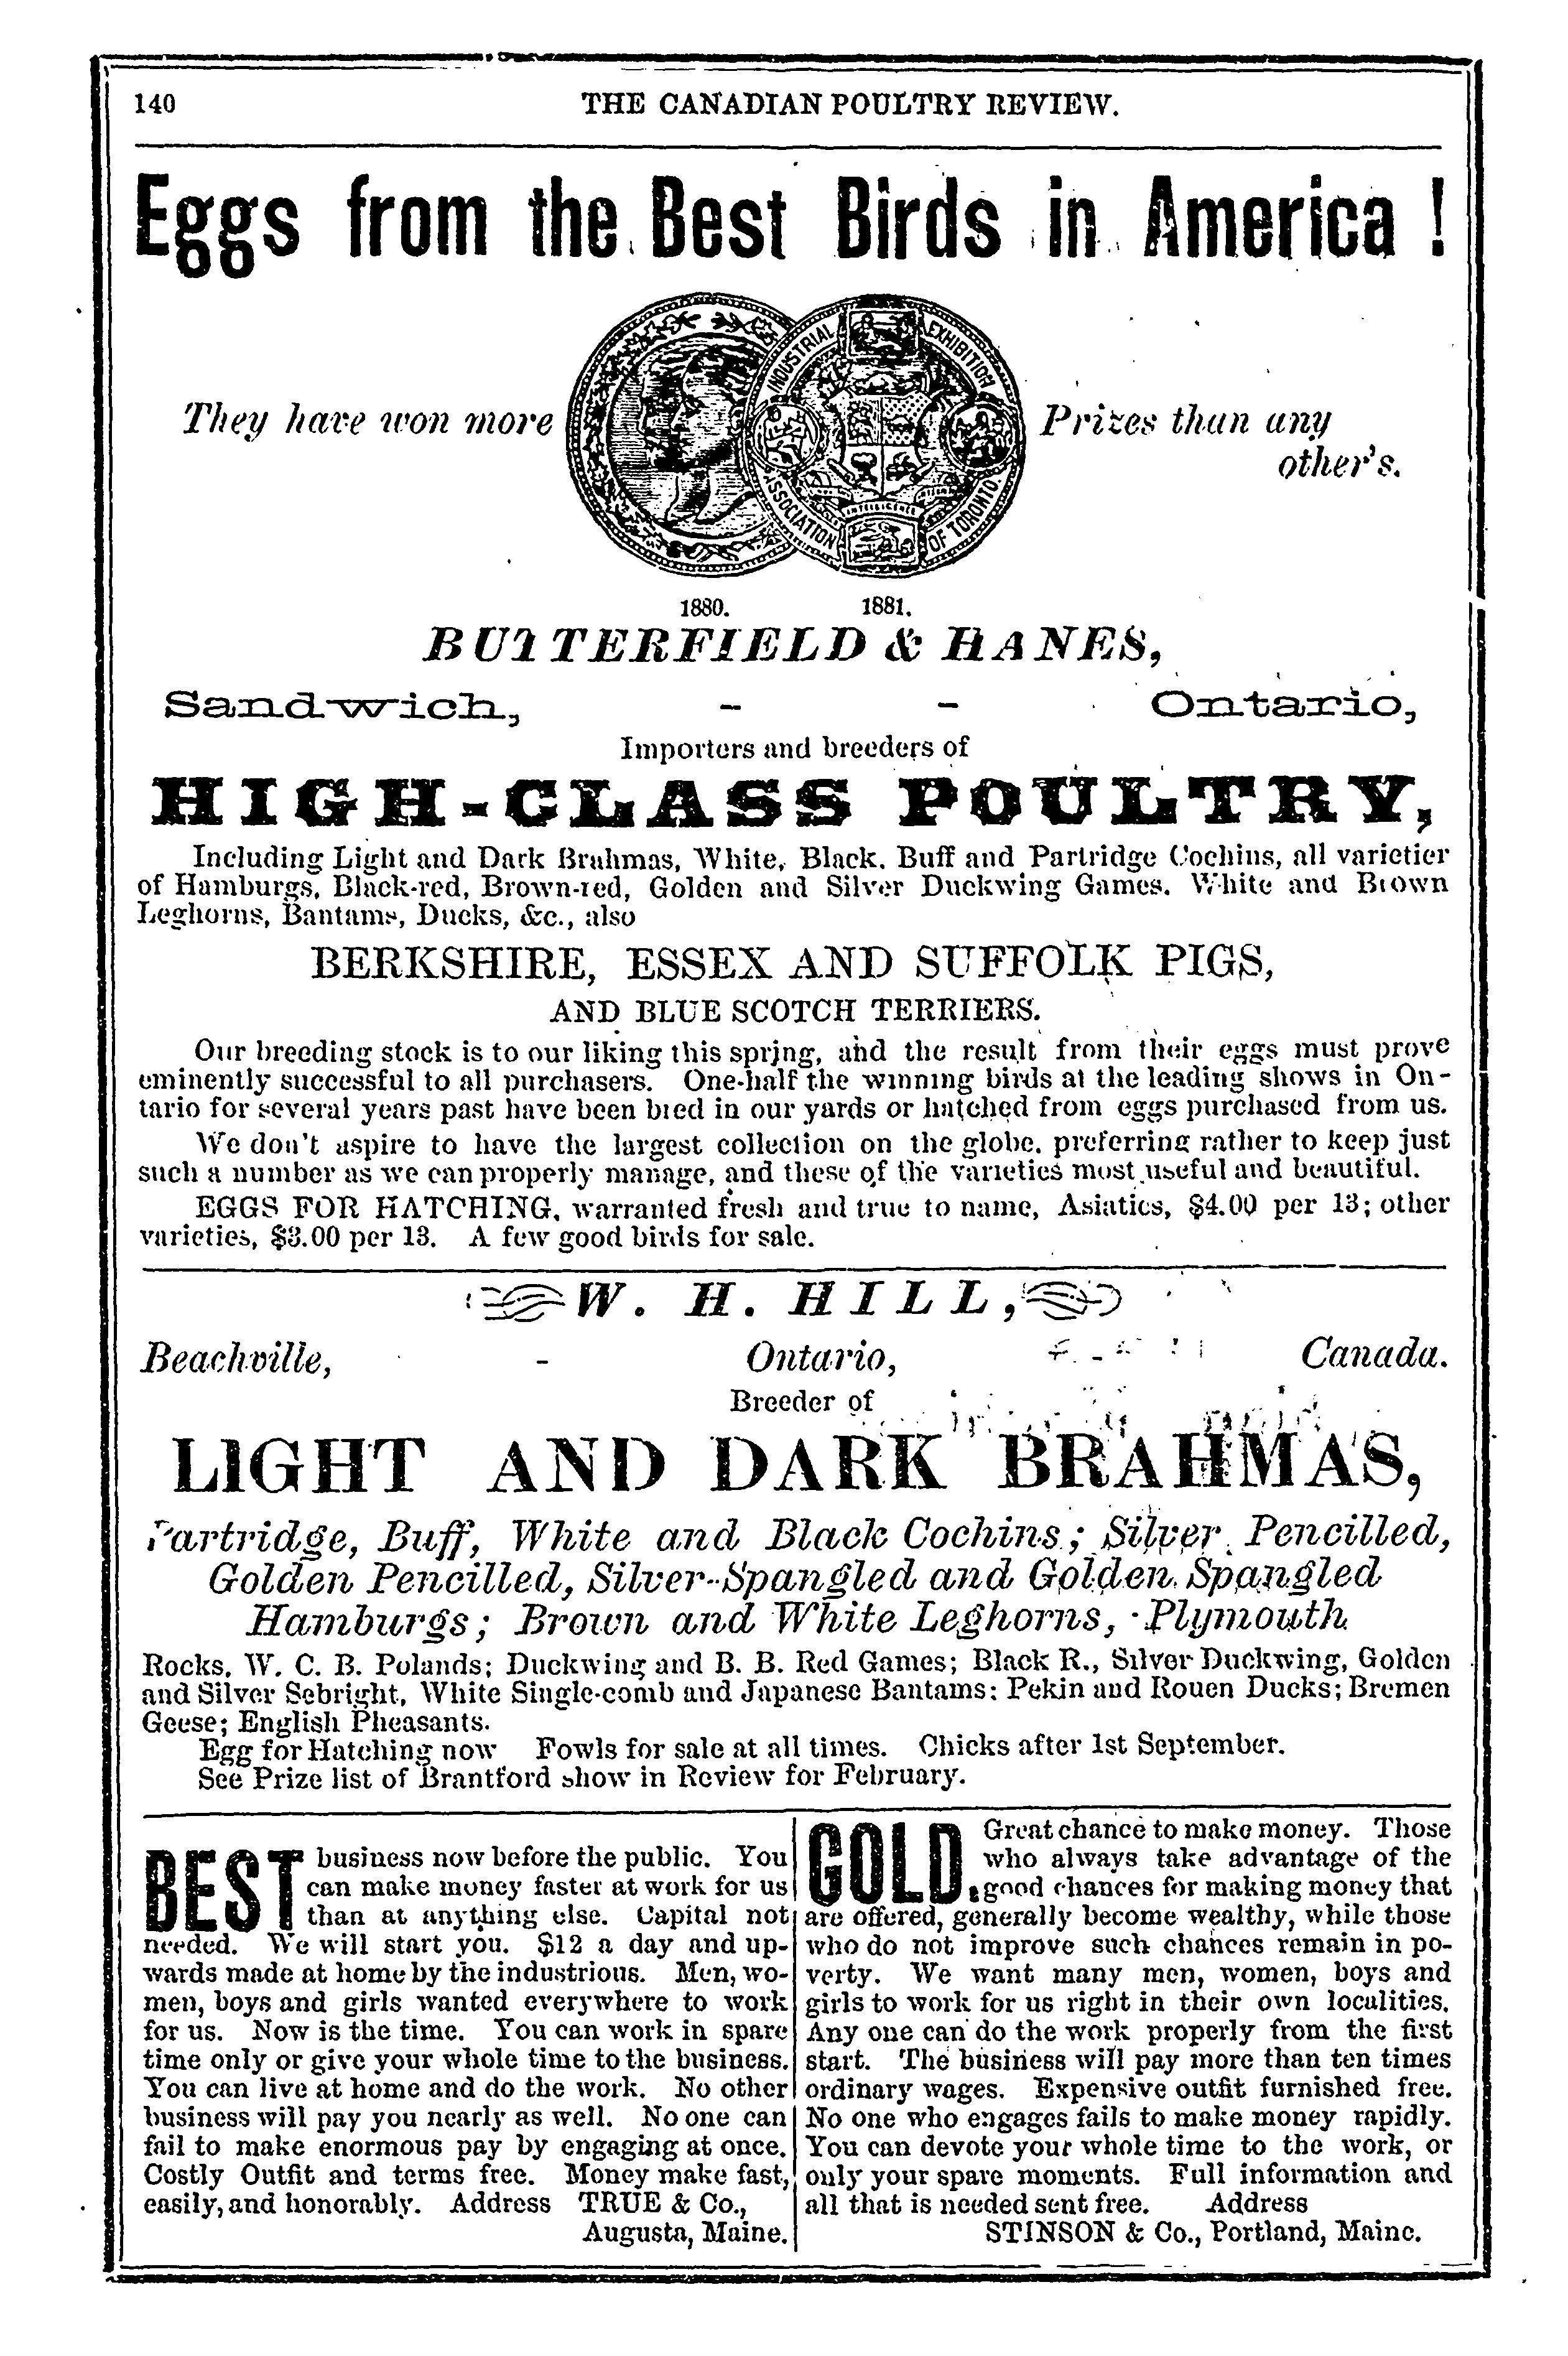 140 THE CANADIAN POULTRY REVIEW.
Eggs from the Best Birds in America !
INDUSTRIAL EXHIBITION
ASSOCIATION OF TORONTO
They have won more Prizes than any
other's.
1880. 1881.
BUTTERFIELD & HANES,
Sandwich, - - Ontario,
Importers and breeders of
HIGH-CLASS POULTRY,
Including Light and Dark Brahmas, White, Black. Buff and Partridge Cochins, all varietier
of Hamburgs, Black-red, Brown-red, Golden and Silver Duckwing Games. White and Brown
Leghorns, Bantams, Ducks, &c., also
BERKSHIRE, ESSEX AND SUFFOLK PIGS,
AND BLUE SCOTCH TERRIERS.
Our breeding stock is to our liking this spring, and the result from their eggs must prove
eminently successful to all purchasers. One-half the winning birds at the leading shows in On-
tario for several years past have been bred in our yards or hatched from eggs purchased from us.
We don't aspire to have the largest collection on the globe. preferring rather to keep just
such a number as we can properly manage, and these of the varieties most useful and beautiful.
EGGS FOR HATCHING, warranted fresh and true to name, Asiatics, $4.00 per 13; other
varieties, $3.00 per 13. A few good birds for sale.
W. H. HILL,
Beachville, - Ontario, - Canada.
Breeder of
LIGHT AND DARK BRAHMAS,
Partridge, Buff, White and Black Cochins; Silver Pencilled,
Golden Pencilled, Silver-Spangled and Golden Spangled
Hamburgs; Brown and White Leghorns, Plymouth
Rocks. W. C. B. Polands; Duckwing and B. B. Red Games; Black R., Silver Duckwing, Golden
and Silver Sebright, White Single-comb and Japanese Bantams: Pekin and Rouen Ducks; Bremen
Geese; English Pheasants.
Egg for Hatching now Fowls for sale at all times. Chicks after 1st September.
See Prize list of Brantford show in Review for February.
BEST business now before the public. You
can make money faster at work for us
than at anything else. Capital not
needed. We will start you. $12 a day and up-
wards made at home by the industrious. Men, wo-
men, boys and girls wanted everywhere to work
for us. Now is the time. You can work in spare
time only or give your whole time to the business.
You can live at home and do the work. No other
business will pay you nearly as well. No one can
fail to make enormous pay by engaging at once.
Costly Outfit and terms free. Money make fast,
easily, and honorably. Address TRUE & Co.,
Augusta, Maine.
GOLD. Great chance to make money. Those
who always take advantage of the
good chances for making money that
are offered, generally become wealthy, while those
who do not improve such chances remain in po-
verty. We want many men, women, boys and
girls to work for us right in their own localities.
Any one can do the work properly from the first
start. The business will pay more than ten times
ordinary wages. Expensive outfit furnished free.
No one who engages fails to make money rapidly.
You can devote your whole time to the work, or
only your spare moments. Full information and
all that is needed sent free. Address
STINSON & Co., Portland, Maine.